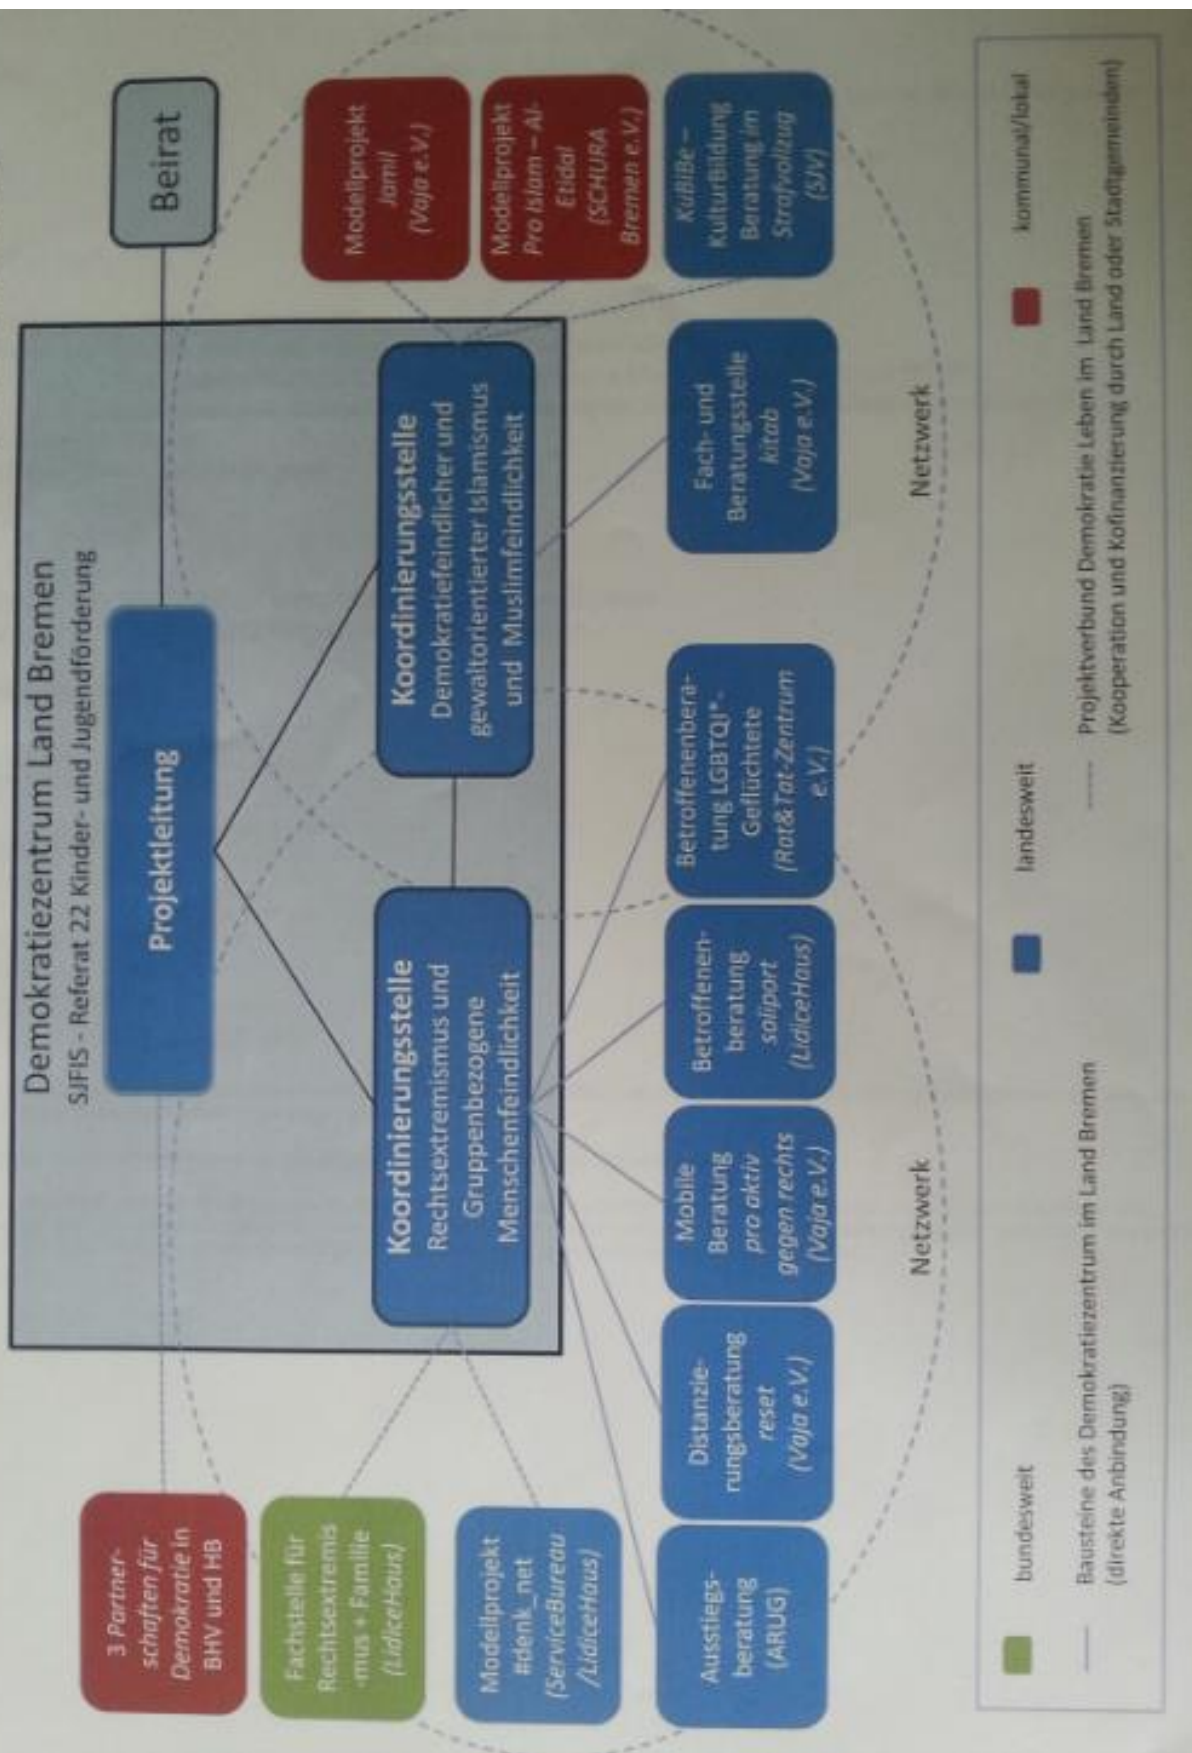 Demokratiezentrum Land Bremen
SJFIS - Referat 22 Kinder- und Jugendförderung
Projektleitung
Beirat
Koordinierungsstelle
Rechtsextremismus und
Gruppenbezogene
Menschenfeindlichkeit
Koordinierungsstelle
Demokratiefeindlicher und
gewaltorientierter Islamismus
und Muslimfeindlichkeit
3 Partner-
schaften für
Demokratie in
BHV und HB
Fachstelle für
Rechtsextremis
-mus + Familie
(LidiceHaus)
Modellprojekt
#denk_net
(ServiceBureau
/LidiceHaus)
Modellprojekt
Jamil
(Vaja e.V.)
Modellprojekt
Pro Islam – Al-
Etidal
(SCHURA
Bremen e.V.)
KuBiBe –
KulturBildung
Beratung im
Strafvollzug
(SJV)
Ausstiegs-
beratung
(ARUG)
Distanzie-
rungsberatung
reset
(Vaja e.V.)
Mobile
Beratung
pro aktiv
gegen rechts
(Vaja e.V.)
Betroffenen-
beratung
soliport
(LidiceHaus)
Betroffenenbera-
tung LGBTQI*-
Geflüchtete
(Rat&Tat-Zentrum
e.V.)
Fach- und
Beratungsstelle
kitab
(Vaja e.V.)
Netzwerk
Netzwerk
bundesweit
landesweit
kommunal/lokal
Bausteine des Demokratiezentrum im Land Bremen
(direkte Anbindung)
Projektverbund Demokratie Leben im Land Bremen
(Kooperation und Kofinanzierung durch Land oder Stadtgemeinden)